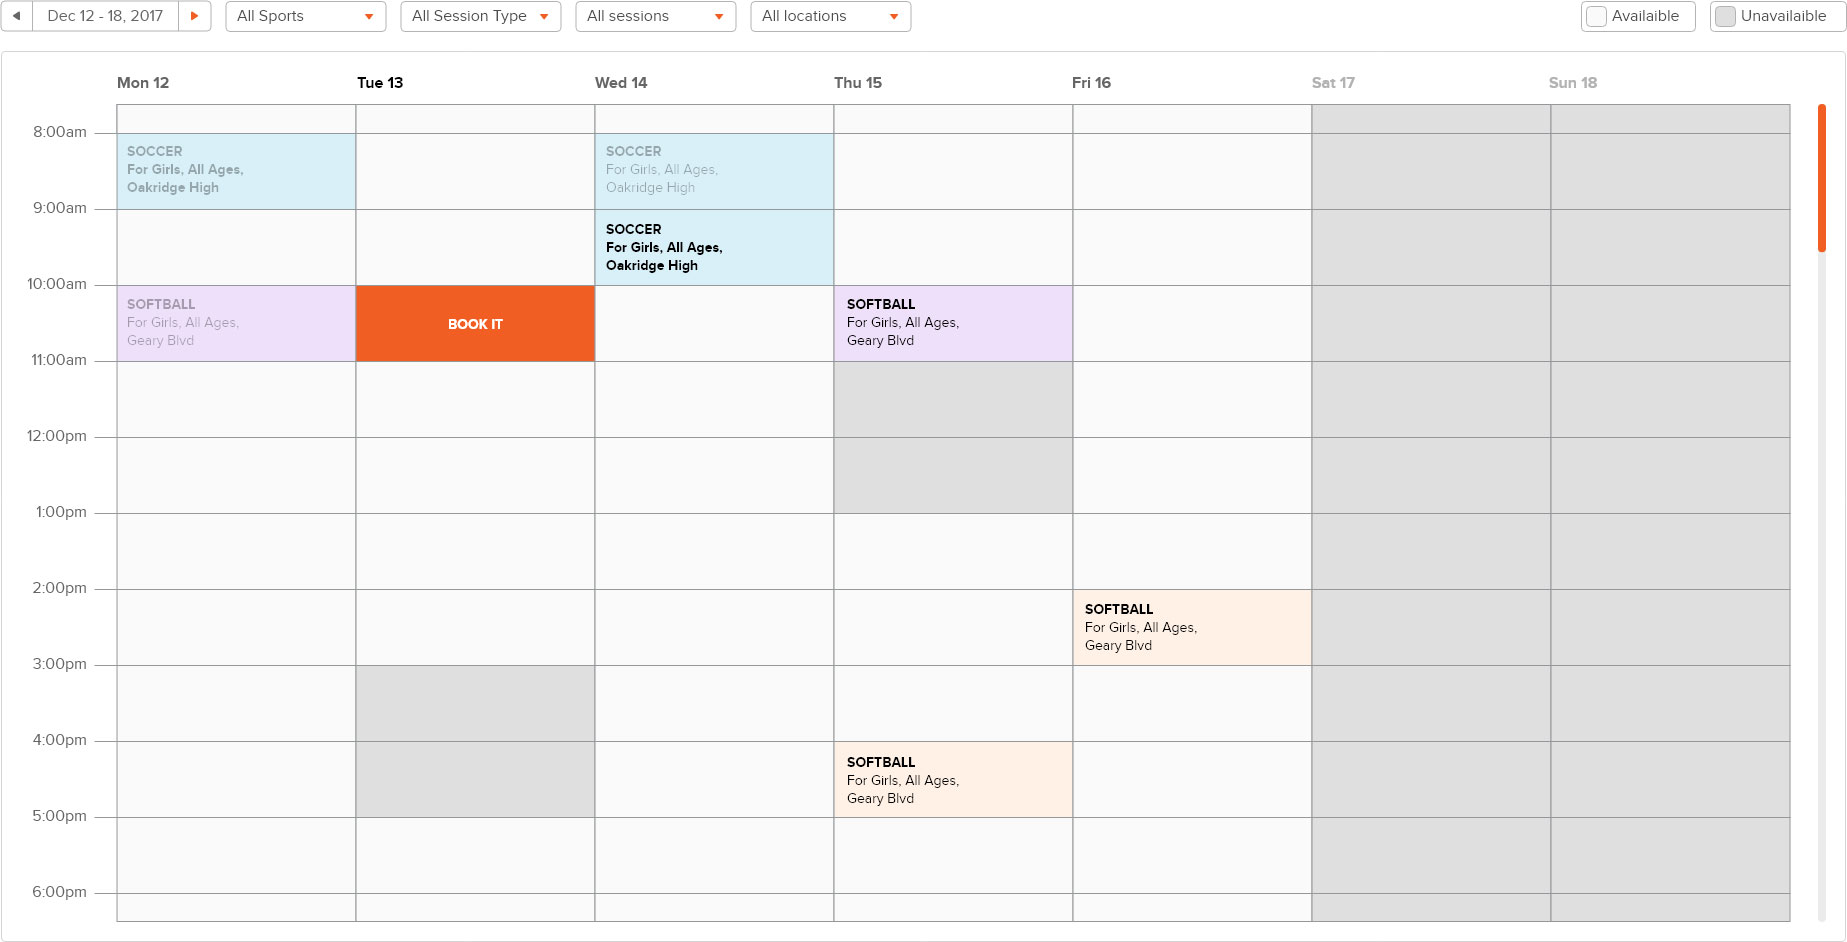 Dec 12 - 18, 2017
All Sports
All Session Type
All sessions
All locations
Availaible
Unavailaible
Mon 12
Tue 13
Wed 14
Thu 15
Fri 16
Sat 17
Sun 18
8:00am
SOCCER
For Girls, All Ages,
Oakridge High
SOCCER
For Girls, All Ages,
Oakridge High
9:00am
SOCCER
For Girls, All Ages,
Oakridge High
10:00am
SOFTBALL
For Girls, All Ages,
Geary Blvd
BOOK IT
SOFTBALL
For Girls, All Ages,
Geary Blvd
11:00am
12:00pm
1:00pm
2:00pm
SOFTBALL
For Girls, All Ages,
Geary Blvd
3:00pm
4:00pm
SOFTBALL
For Girls, All Ages,
Geary Blvd
5:00pm
6:00pm